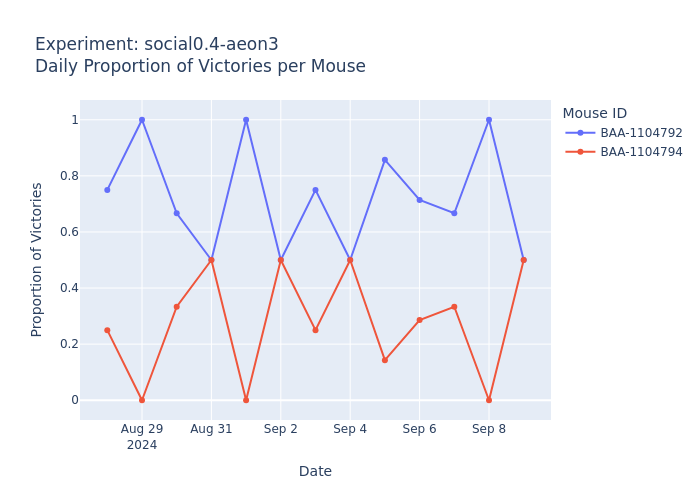 Experiment: social0.4-aeon3
Daily Proportion of Victories per Mouse
Mouse ID
BAA-1104792
BAA-1104794
Proportion of Victories
1
0.8
0.6
0.4
0.2
0
Aug 29
2024
Aug 31
Sep 2
Sep 4
Sep 6
Sep 8
Date